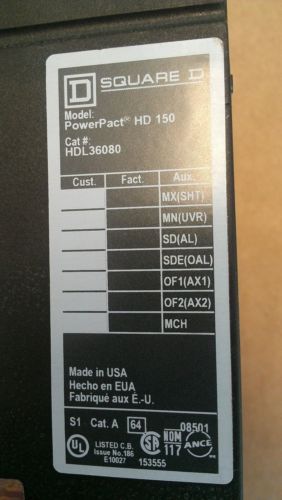 D SQUARE D
Model:
PowerPact® HD 150
Cat #:
HDL36080
Cust. Fact. Aux.
MX(SHT)
MN(UVR)
SD(AL)
SDE(OAL)
OF1(AX1)
OF2(AX2)
MCH
Made in USA
Hecho en EUA
Fabriqué aux É.-U.
S1 Cat. A 64 08501
UL LISTED C.B. SA NOM ANCE
Issue No.186 117
E10027 153555